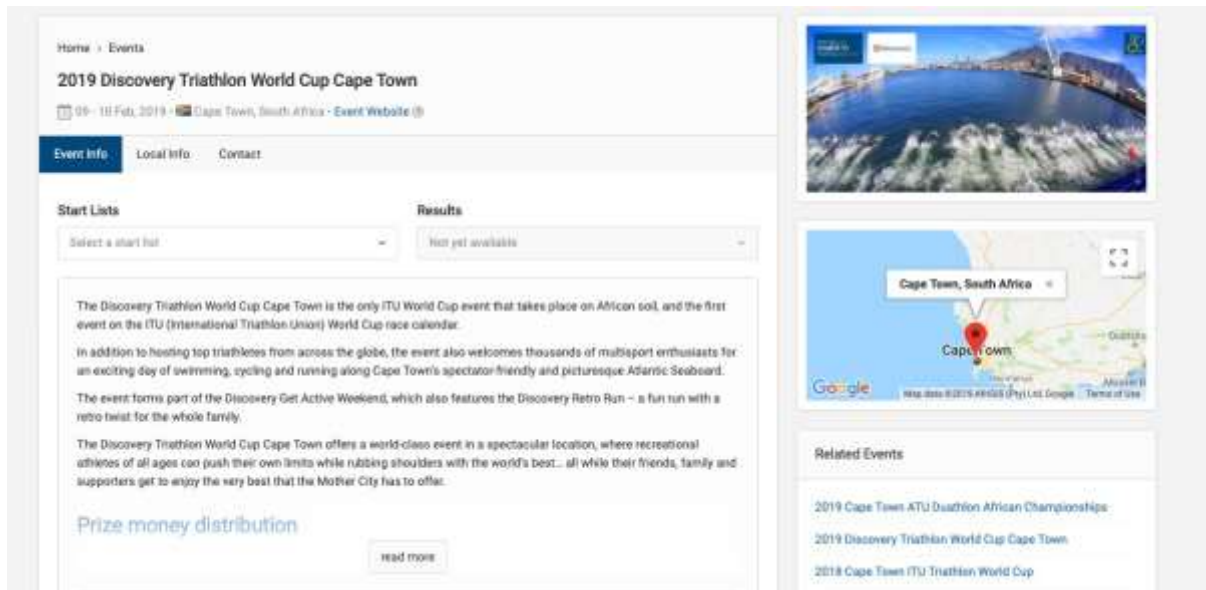 Home › Events
2019 Discovery Triathlon World Cup Cape Town
Feb, 2019 - Cape Town, South Africa - Event Website
Event Info Local Info Contact
Start Lists Results
Select a start list Not yet available
The Discovery Triathlon World Cup Cape Town is the only ITU World Cup event that takes place on African soil, and the first
event on the ITU (International Triathlon Union) World Cup race calendar.
In addition to hosting top triathletes from across the globe, the event also welcomes thousands of multisport enthusiasts for
an exciting day of swimming, cycling and running along Cape Town's spectator-friendly and picturesque Atlantic Seaboard.
The event forms part of the Discovery Get Active Weekend, which also features the Discovery Retro Run – a fun run with a
retro twist for the whole family.
The Discovery Triathlon World Cup Cape Town offers a world-class event in a spectacular location, where recreational
athletes of all ages can push their own limits while rubbing shoulders with the world's best… all while their friends, family and
supporters get to enjoy the very best that the Mother City has to offer.
Prize money distribution
read more
Cape Town, South Africa ×
Cape Town
Google
Terms of Use
Related Events
2019 Cape Town ATU Duathlon African Championships
2019 Discovery Triathlon World Cup Cape Town
2018 Cape Town ITU Triathlon World Cup